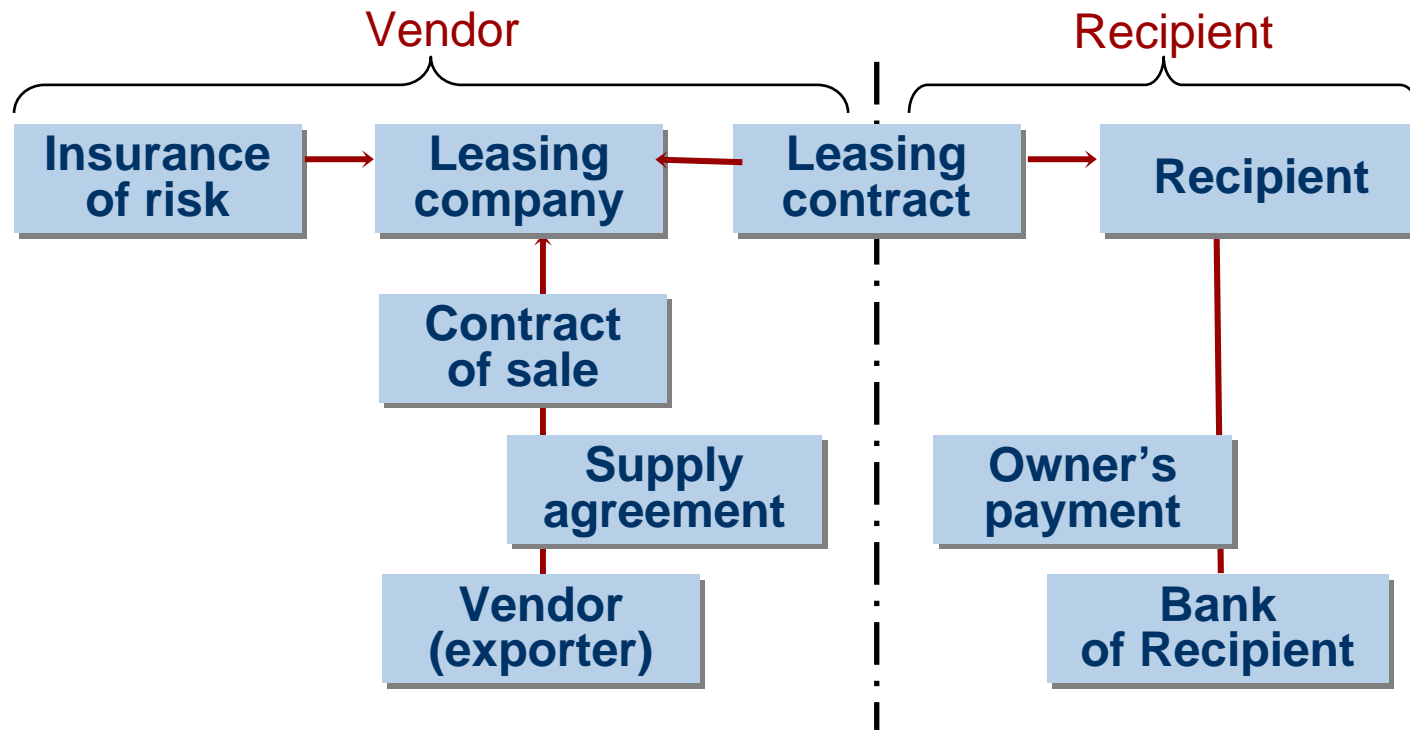 Vendor
Recipient
Insurance
of risk
Leasing
company
Leasing
contract
Recipient
Contract
of sale
Supply
agreement
Owner’s
payment
Vendor
(exporter)
Bank
of Recipient